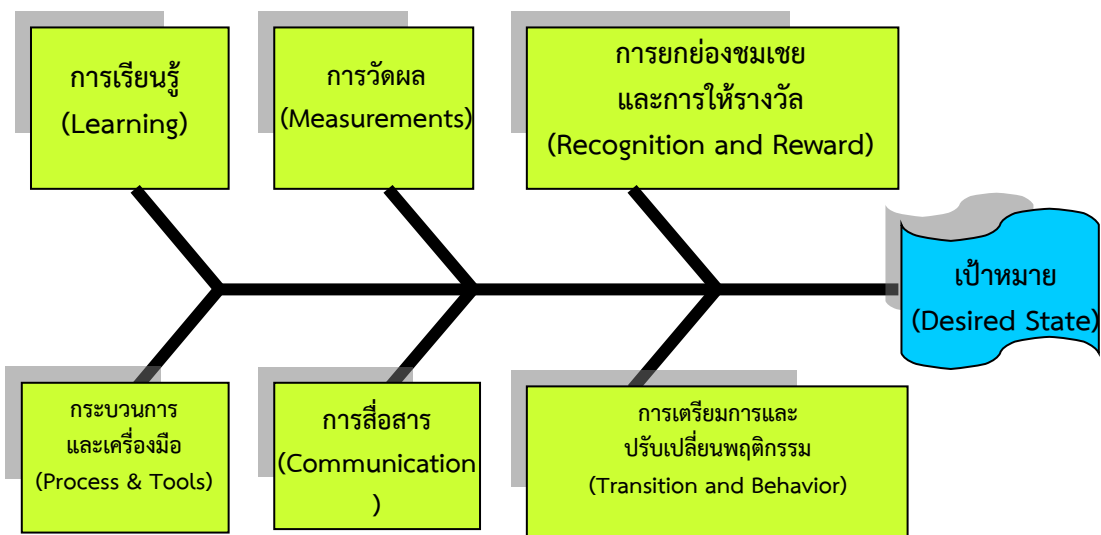 การเรียนรู้
(Learning)
การวัดผล
(Measurements)
การยกย่องชมเชย
และการให้รางวัล
(Recognition and Reward)
เป้าหมาย
(Desired State)
กระบวนการ
และเครื่องมือ
(Process & Tools)
การสื่อสาร
(Communication
)
การเตรียมการและ
ปรับเปลี่ยนพฤติกรรม
(Transition and Behavior)